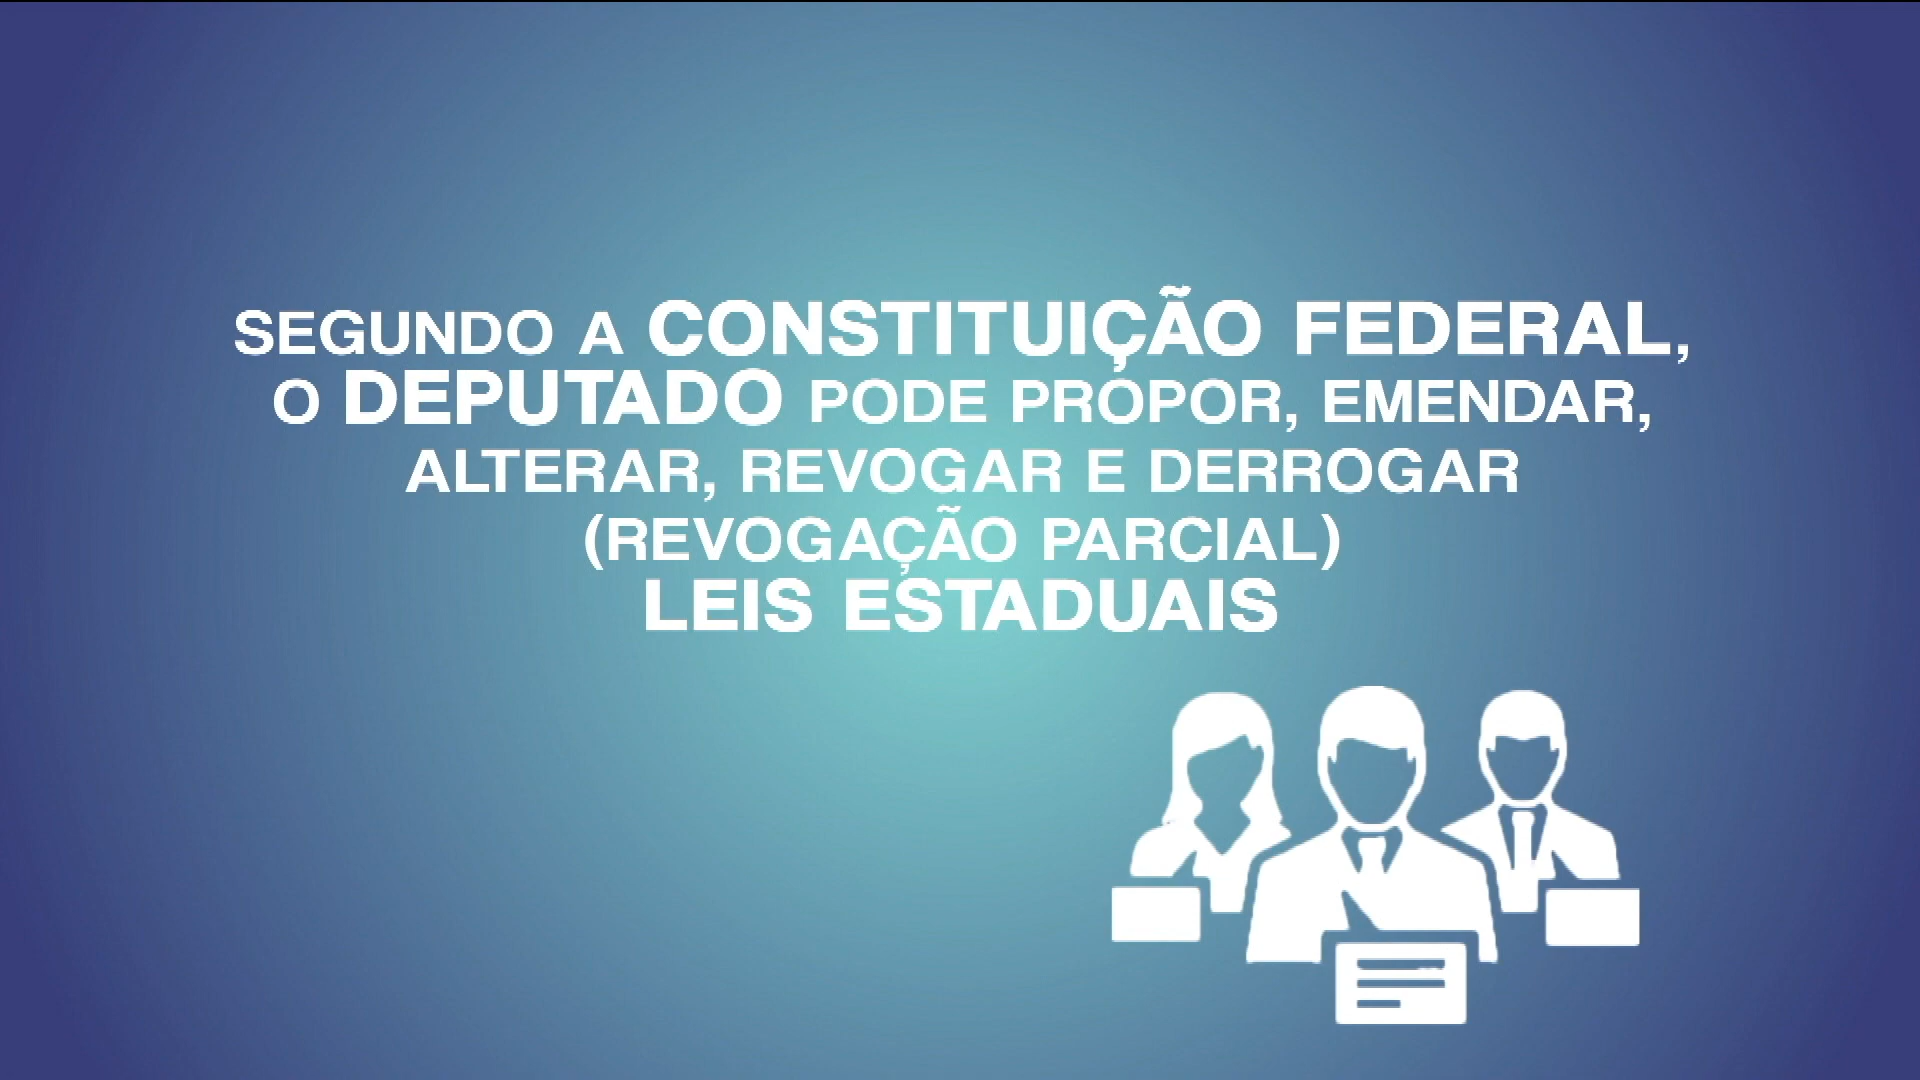 SEGUNDO A CONSTITUIÇÃO FEDERAL,
O DEPUTADO PODE PROPOR, EMENDAR,
ALTERAR, REVOGAR E DERROGAR
(REVOGAÇÃO PARCIAL)
LEIS ESTADUAIS